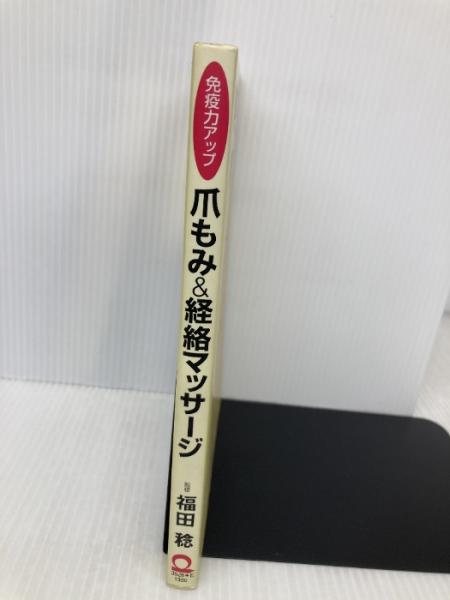 免疫力アップ
爪もみ&経絡マッサージ
監修
福田 稔